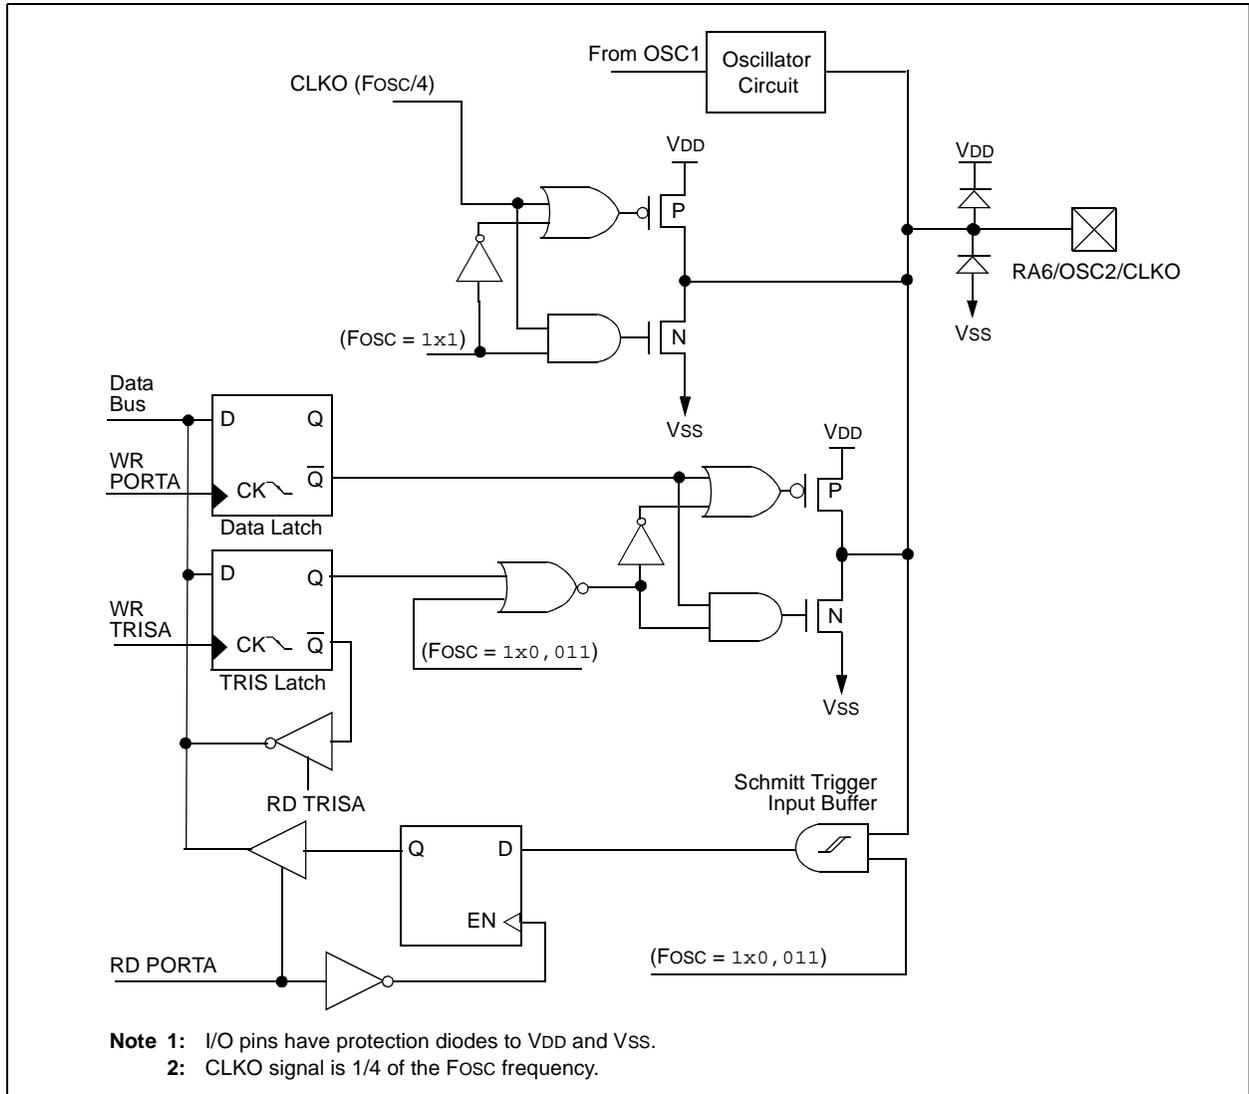 From OSC1
Oscillator
Circuit
CLKO (FOSC/4)
VDD
P
VDD
RA6/OSC2/CLKO
VSS
(FOSC = 1x1)
N
VSS
Data
Bus
D
Q
WR
PORTA
CK
Q
Data Latch
VDD
P
D
Q
WR
TRISA
CK
Q
TRIS Latch
(FOSC = 1x0,011)
N
VSS
RD TRISA
Schmitt Trigger
Input Buffer
Q
D
EN
RD PORTA
(FOSC = 1x0,011)
Note 1: I/O pins have protection diodes to VDD and VSS.
2: CLKO signal is 1/4 of the FOSC frequency.